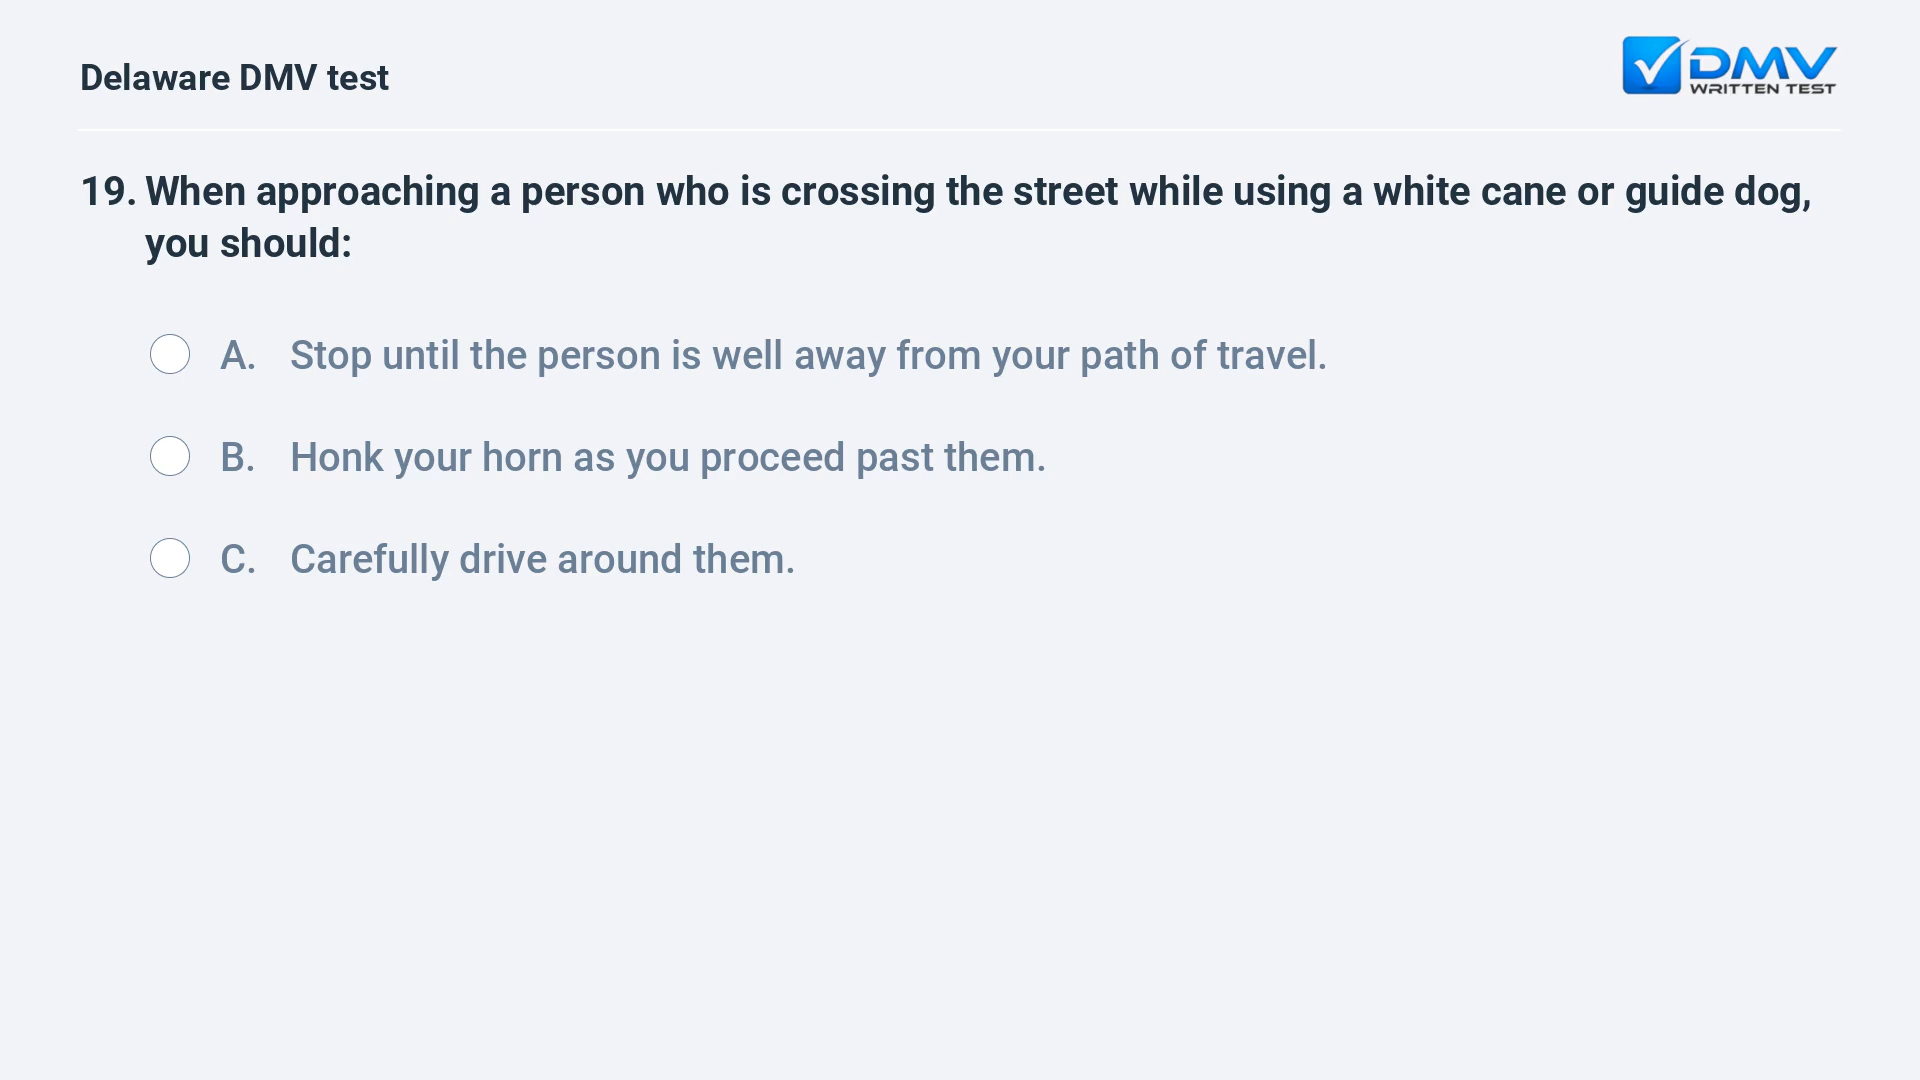 Delaware DMV test
DMV
WRITTEN TEST
19. When approaching a person who is crossing the street while using a white cane or guide dog,
you should:
A. Stop until the person is well away from your path of travel.
B. Honk your horn as you proceed past them.
C. Carefully drive around them.